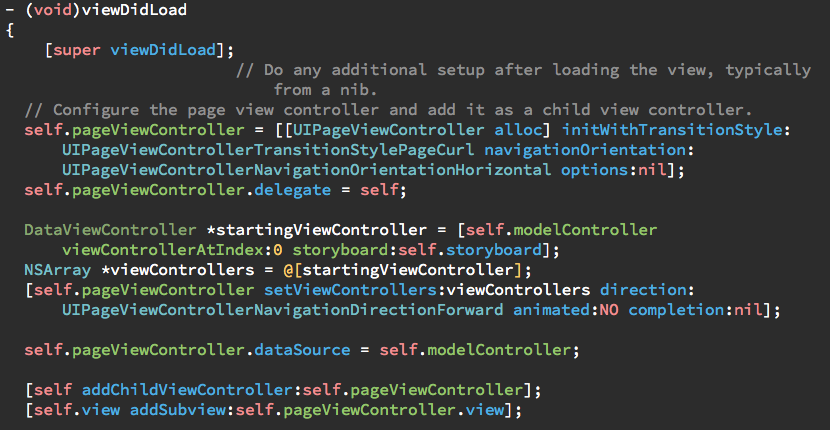 - (void)viewDidLoad
{
[super viewDidLoad];
// Do any additional setup after loading the view, typically
from a nib.
// Configure the page view controller and add it as a child view controller.
self.pageViewController = [[UIPageViewController alloc] initWithTransitionStyle:
UIPageViewControllerTransitionStylePageCurl navigationOrientation:
UIPageViewControllerNavigationOrientationHorizontal options:nil];
self.pageViewController.delegate = self;
DataViewController *startingViewController = [self.modelController
viewControllerAtIndex:0 storyboard:self.storyboard];
NSArray *viewControllers = @[startingViewController];
[self.pageViewController setViewControllers:viewControllers direction:
UIPageViewControllerNavigationDirectionForward animated:NO completion:nil];
self.pageViewController.dataSource = self.modelController;
[self addChildViewController:self.pageViewController];
[self.view addSubview:self.pageViewController.view];